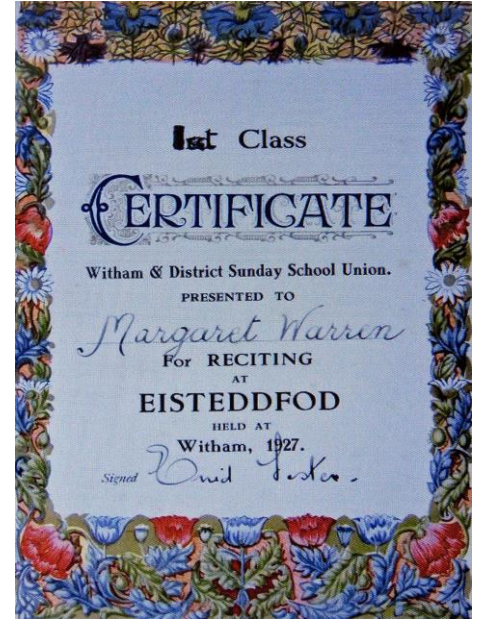 1st Class
CERTIFICATE
Witham & District Sunday School Union.
PRESENTED TO
Margaret Warren
For RECITING
AT
EISTEDDFOD
HELD AT
Witham, 1927.
Signed Enid